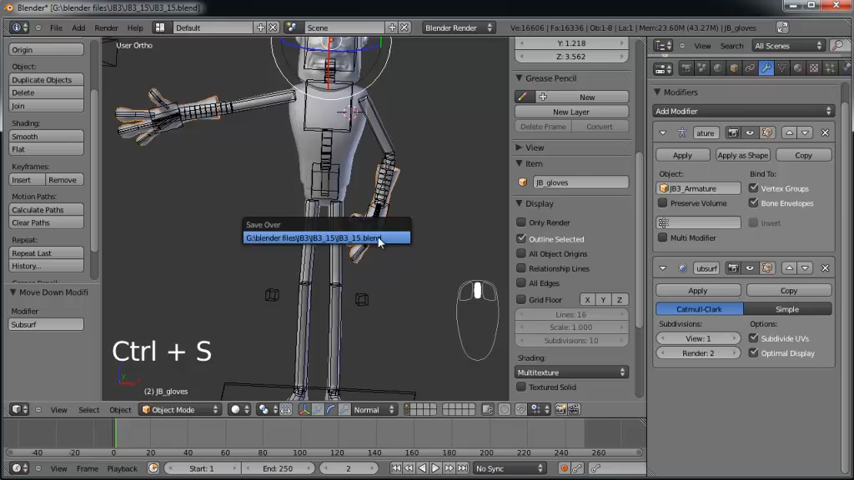 Blender* [G:\blender files\JB3\JB3_15\JB3_15.blend]
File Add Render Help Default Scene Blender Render Ve:16606 | Fa:16336 | Ob:1-8 | La:1 | Mem:23.60M (43.27M) | JB_gloves
Origin
Object:
Duplicate Objects
Delete
Join
Shading:
Smooth
Flat
Keyframes:
Insert Remove
Motion Paths:
Calculate Paths
Clear Paths
Repeat:
Repeat Last
History...
Move Down Modifi
Modifier
Subsurf
User Ortho
Save Over
G:\blender files\JB3\JB3_15\JB3_15.blend
Ctrl + S
(2) JB_gloves
View Select Object Object Mode Normal
Y: 1.218
Z: 3.562
Grease Pencil
New
New Layer
Delete Frame Convert
View
Item
JB_gloves
Display
Only Render
Outline Selected
All Object Origins
Relationship Lines
All Edges
Grid Floor X Y Z
Lines: 16
Scale: 1.000
Subdivisions: 10
Shading:
Multitexture
Textured Solid
View Search All Scenes
Modifiers
Add Modifier
ature
Apply Apply as Shape Copy
Object: Bind To:
JB3_Armature Vertex Groups
Preserve Volume Bone Envelopes
Invert
Multi Modifier
ubsurf
Apply Copy
Catmull-Clark Simple
Subdivisions: Options:
View: 1 Subdivide UVs
Render: 2 Optimal Display
-40 -20 0 20 40 60 80 100 120 140 160 180 200 220 240 260 280
View Frame Playback Start: 1 End: 250 2 No Sync